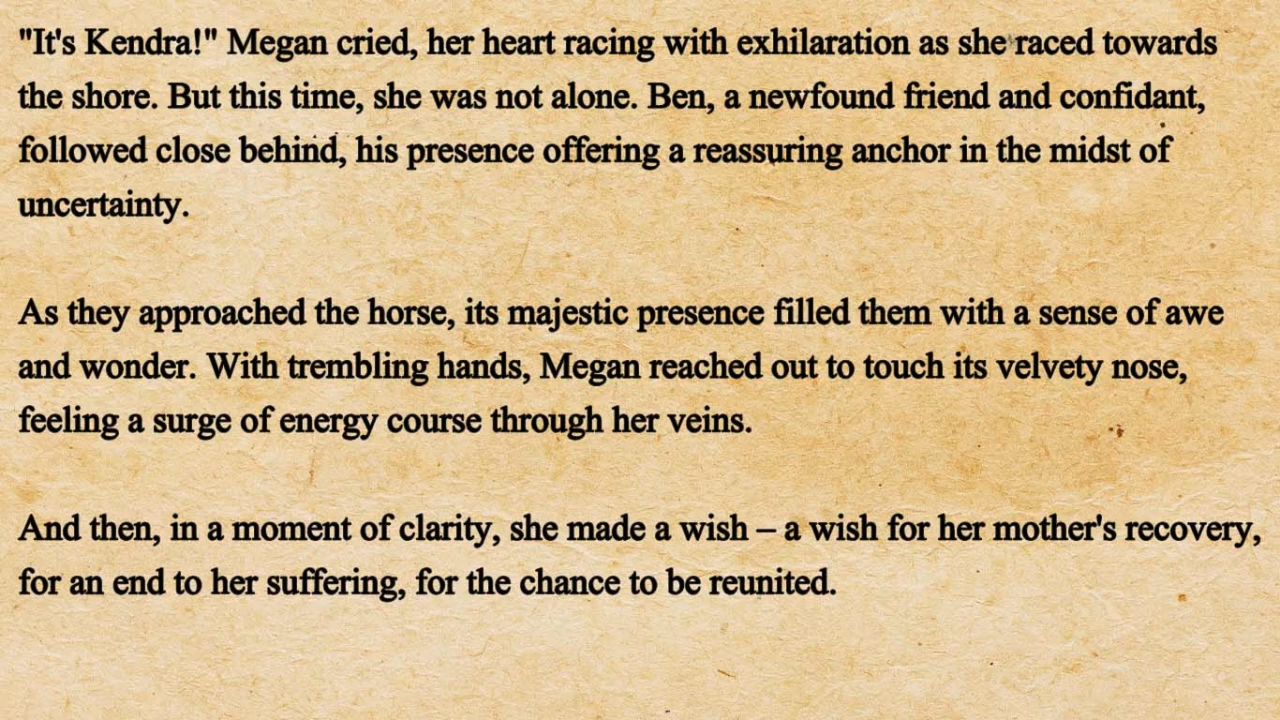 "It's Kendra!" Megan cried, her heart racing with exhilaration as she raced towards
the shore. But this time, she was not alone. Ben, a newfound friend and confidant,
followed close behind, his presence offering a reassuring anchor in the midst of
uncertainty.
As they approached the horse, its majestic presence filled them with a sense of awe
and wonder. With trembling hands, Megan reached out to touch its velvety nose,
feeling a surge of energy course through her veins.
And then, in a moment of clarity, she made a wish – a wish for her mother's recovery,
for an end to her suffering, for the chance to be reunited.